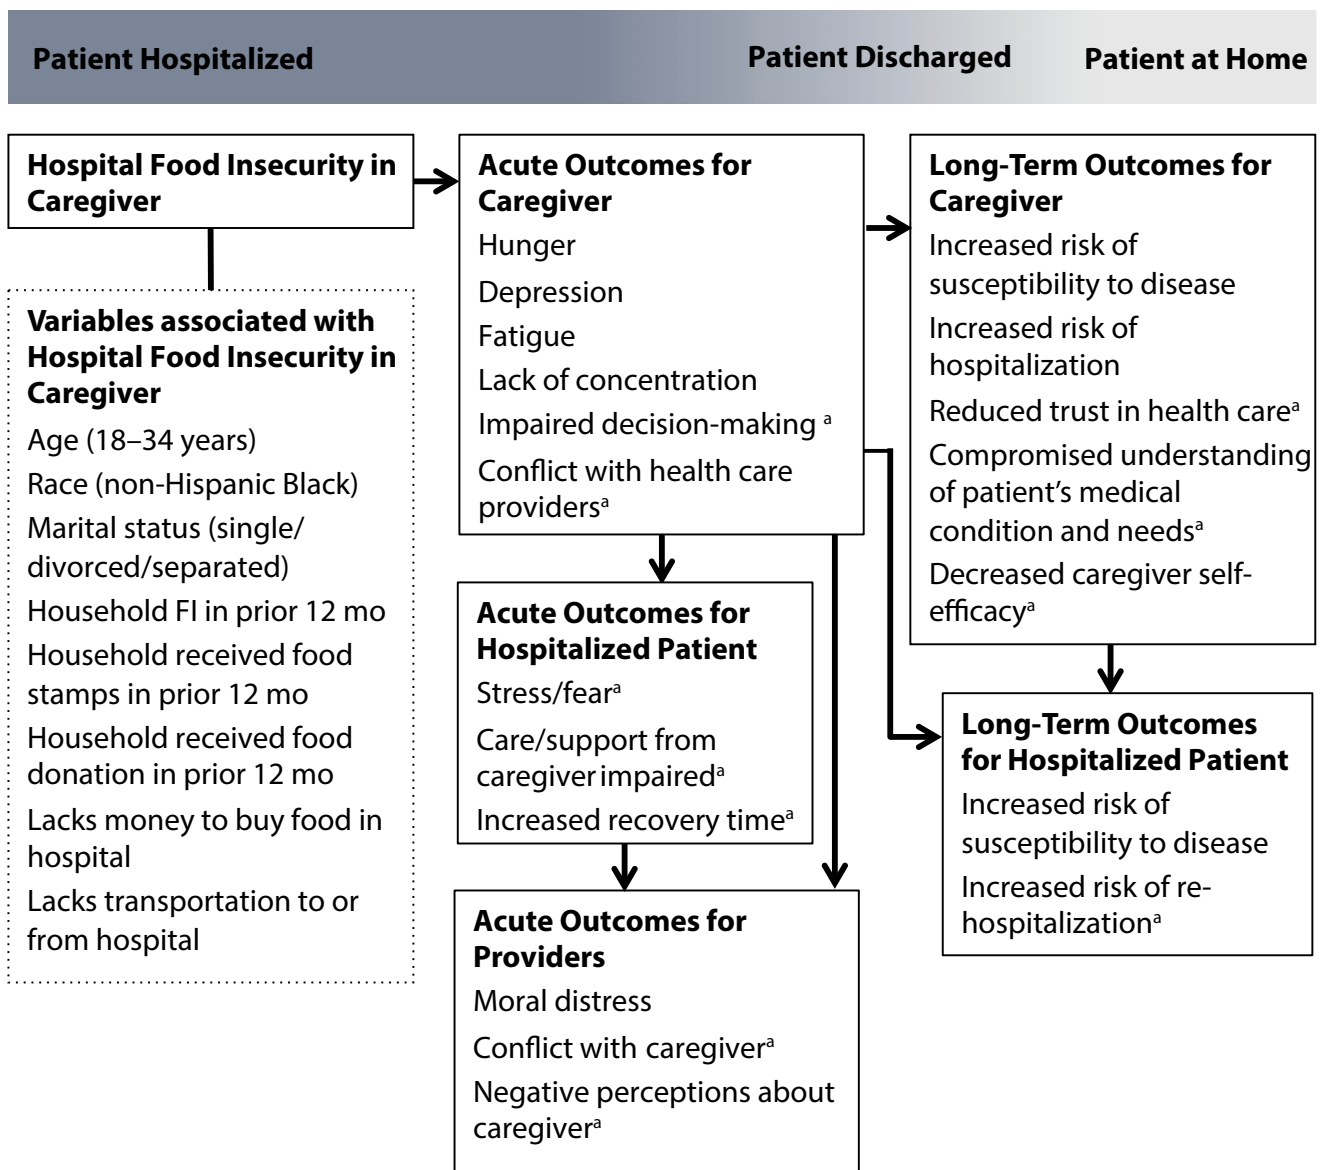 Patient Hospitalized
Patient Discharged
Patient at Home
Hospital Food Insecurity in
Caregiver
Variables associated with
Hospital Food Insecurity in
Caregiver
Age (18–34 years)
Race (non-Hispanic Black)
Marital status (single/
divorced/separated)
Household FI in prior 12 mo
Household received food
stamps in prior 12 mo
Household received food
donation in prior 12 mo
Lacks money to buy food in
hospital
Lacks transportation to or
from hospital
Acute Outcomes for
Caregiver
Hunger
Depression
Fatigue
Lack of concentration
Impaired decision-making ᵃ
Conflict with health care
providersᵃ
Acute Outcomes for
Hospitalized Patient
Stress/fearᵃ
Care/support from
caregiver impairedᵃ
Increased recovery timeᵃ
Acute Outcomes for
Providers
Moral distress
Conflict with caregiverᵃ
Negative perceptions about
caregiverᵃ
Long-Term Outcomes for
Caregiver
Increased risk of
susceptibility to disease
Increased risk of
hospitalization
Reduced trust in health careᵃ
Compromised understanding
of patient’s medical
condition and needsᵃ
Decreased caregiver self-
efficacyᵃ
Long-Term Outcomes
for Hospitalized Patient
Increased risk of
susceptibility to disease
Increased risk of re-
hospitalizationᵃ